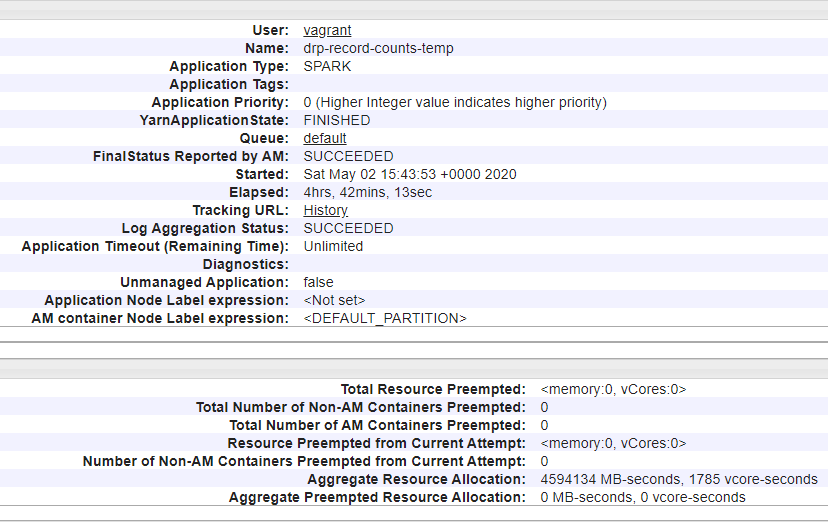 User: vagrant
Name: drp-record-counts-temp
Application Type: SPARK
Application Tags:
Application Priority: 0 (Higher Integer value indicates higher priority)
YarnApplicationState: FINISHED
Queue: default
FinalStatus Reported by AM: SUCCEEDED
Started: Sat May 02 15:43:53 +0000 2020
Elapsed: 4hrs, 42mins, 13sec
Tracking URL: History
Log Aggregation Status: SUCCEEDED
Application Timeout (Remaining Time): Unlimited
Diagnostics:
Unmanaged Application: false
Application Node Label expression: <Not set>
AM container Node Label expression: <DEFAULT_PARTITION>
Total Resource Preempted: <memory:0, vCores:0>
Total Number of Non-AM Containers Preempted: 0
Total Number of AM Containers Preempted: 0
Resource Preempted from Current Attempt: <memory:0, vCores:0>
Number of Non-AM Containers Preempted from Current Attempt: 0
Aggregate Resource Allocation: 4594134 MB-seconds, 1785 vcore-seconds
Aggregate Preempted Resource Allocation: 0 MB-seconds, 0 vcore-seconds